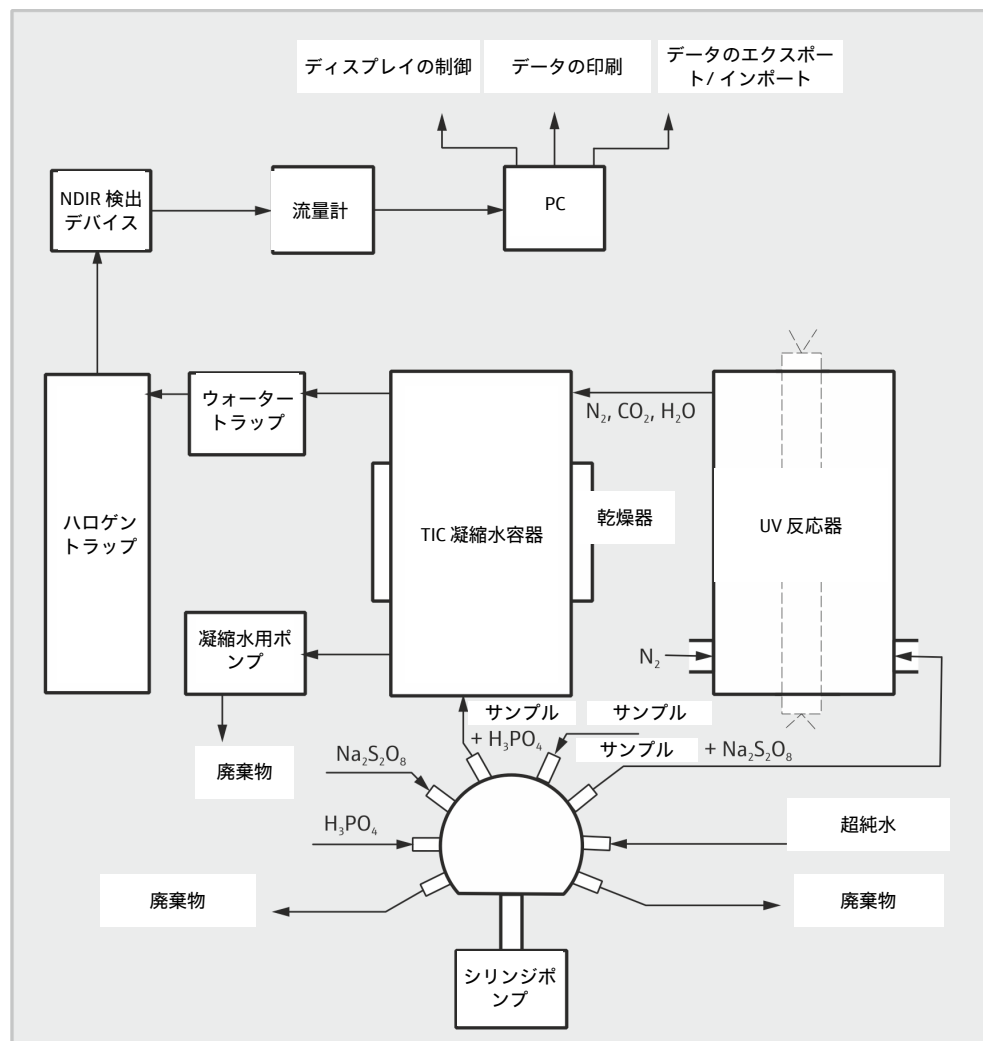 ディスプレイの制御
データの印刷
データのエクスポー
ト/ インポート
NDIR 検出
デバイス
流量計
PC
ウォーター
トラップ
N₂, CO₂, H₂O
ハロゲン
トラップ
TIC 凝縮水容器
乾燥器
UV 反応器
凝縮水用ポ
ンプ
N₂
サンプル
+ H₃PO₄
サンプル
サンプル + Na₂S₂O₈
廃棄物
Na₂S₂O₈
H₃PO₄
超純水
廃棄物
廃棄物
シリンジポ
ンプ